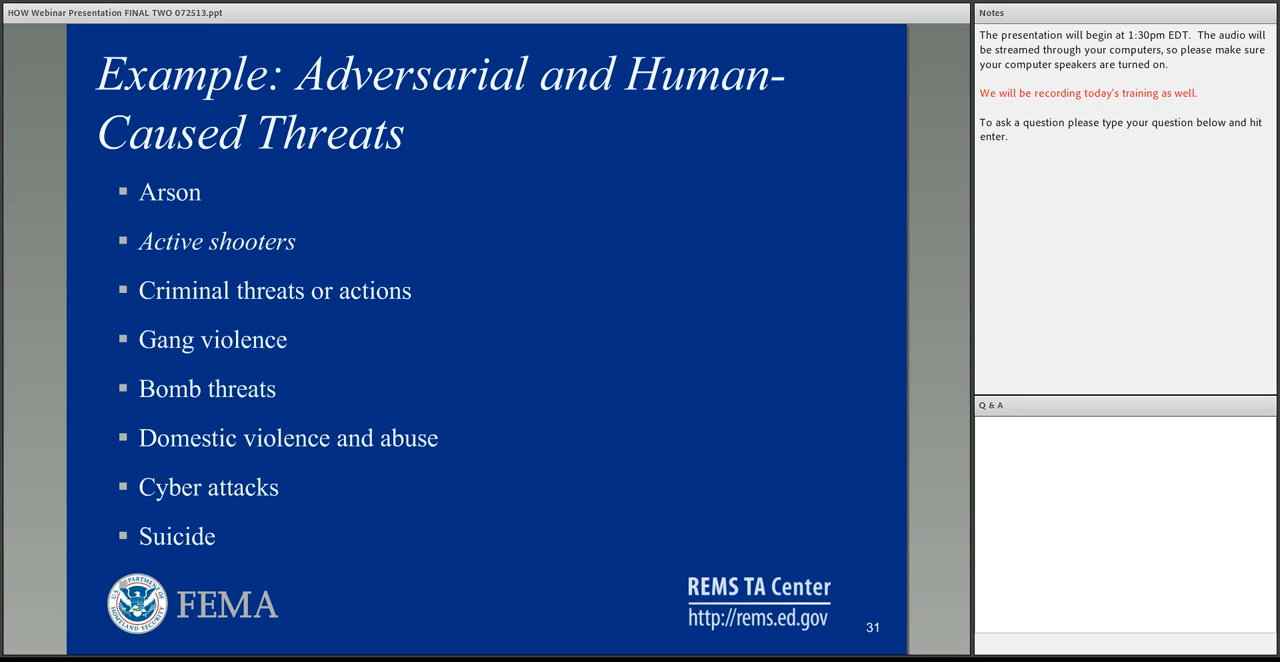 HOW Webinar Presentation FINAL TWO 072513.ppt
Example: Adversarial and Human-
Caused Threats
Arson
Active shooters
Criminal threats or actions
Gang violence
Bomb threats
Domestic violence and abuse
Cyber attacks
Suicide
U.S. DEPARTMENT OF
HOMELAND SECURITY
FEMA
REMS TA Center
http://rems.ed.gov
31
Notes
The presentation will begin at 1:30pm EDT.  The audio will
be streamed through your computers, so please make sure
your computer speakers are turned on.
We will be recording today's training as well.
To ask a question please type your question below and hit
enter.
Q & A